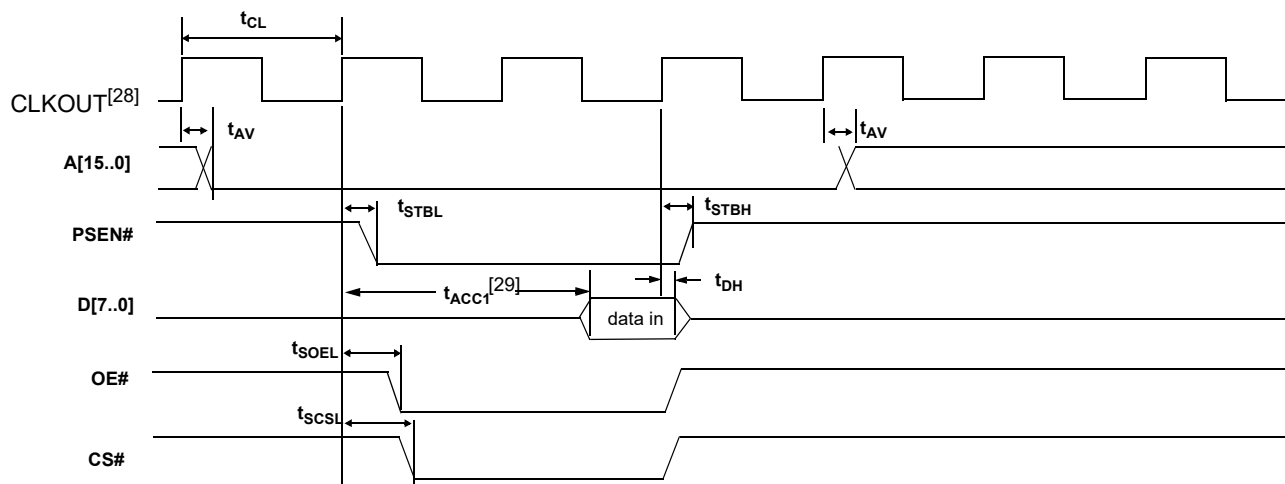 tCL
CLKOUT[28]
tAV
tAV
A[15..0]
tSTBL
tSTBH
PSEN#
tACC1[29]
tDH
D[7..0]
data in
tSOEL
OE#
tSCSL
CS#